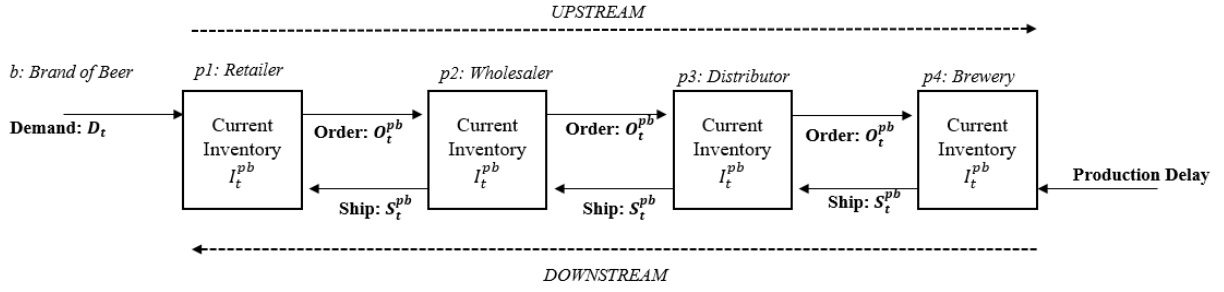 UPSTREAM
b: Brand of Beer
p1: Retailer
p2: Wholesaler
p3: Distributor
p4: Brewery
Demand: D_t
Current
Inventory
I_t^{pb}
Order: O_t^{pb}
Ship: S_t^{pb}
Current
Inventory
I_t^{pb}
Order: O_t^{pb}
Ship: S_t^{pb}
Current
Inventory
I_t^{pb}
Order: O_t^{pb}
Ship: S_t^{pb}
Current
Inventory
I_t^{pb}
Production Delay
DOWNSTREAM